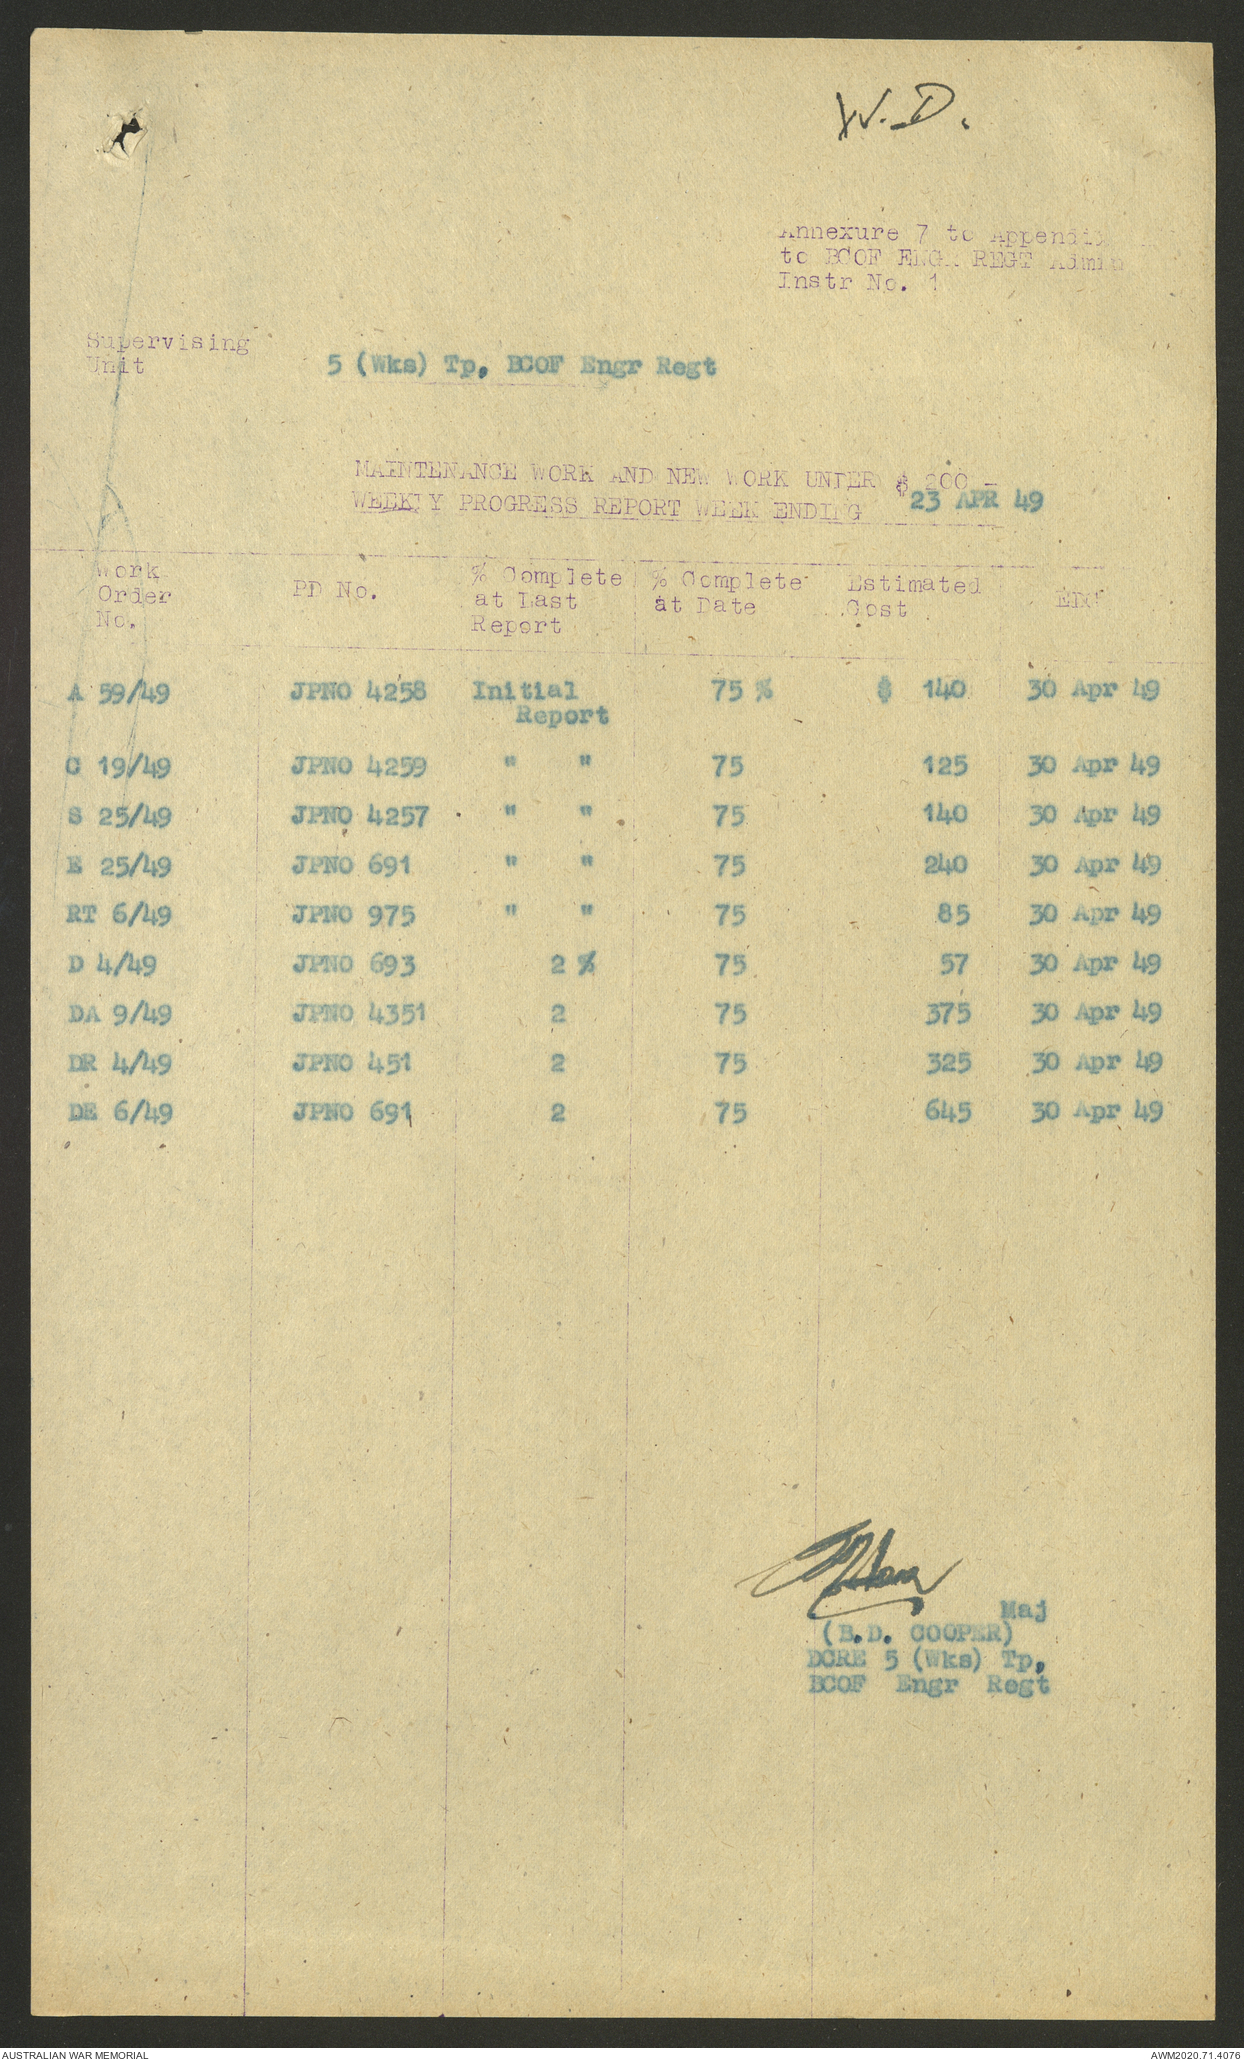 W.D.
Annexure 7 to Appendix
to BCOF ENGR REGT Admin
Instr No. 1
Supervising
Unit
5 (Wks) Tp, BCOF Engr Regt
MAINTENANCE WORK AND NEW WORK UNDER $ 200 -
WEEKLY PROGRESS REPORT WEEK ENDING 23 APR 49
Work Order No. PD No. % Complete at Last Report % Complete at Date Estimated Cost
A 59/49 JPNO 4258 Initial Report 75 % $ 140 30 Apr 49
C 19/49 JPNO 4259 " " 75 125 30 Apr 49
S 25/49 JPNO 4257 " " 75 140 30 Apr 49
E 25/49 JPNO 691 " " 75 240 30 Apr 49
RT 6/49 JPNO 975 " " 75 85 30 Apr 49
D 4/49 JPNO 693 2 % 75 57 30 Apr 49
DA 9/49 JPNO 4351 2 75 375 30 Apr 49
DR 4/49 JPNO 451 2 75 325 30 Apr 49
DE 6/49 JPNO 691 2 75 645 30 Apr 49
Maj
(B.D. COOPER)
DCRE 5 (Wks) Tp,
BCOF Engr Regt
AUSTRALIAN WAR MEMORIAL
AWM2020.71.4076